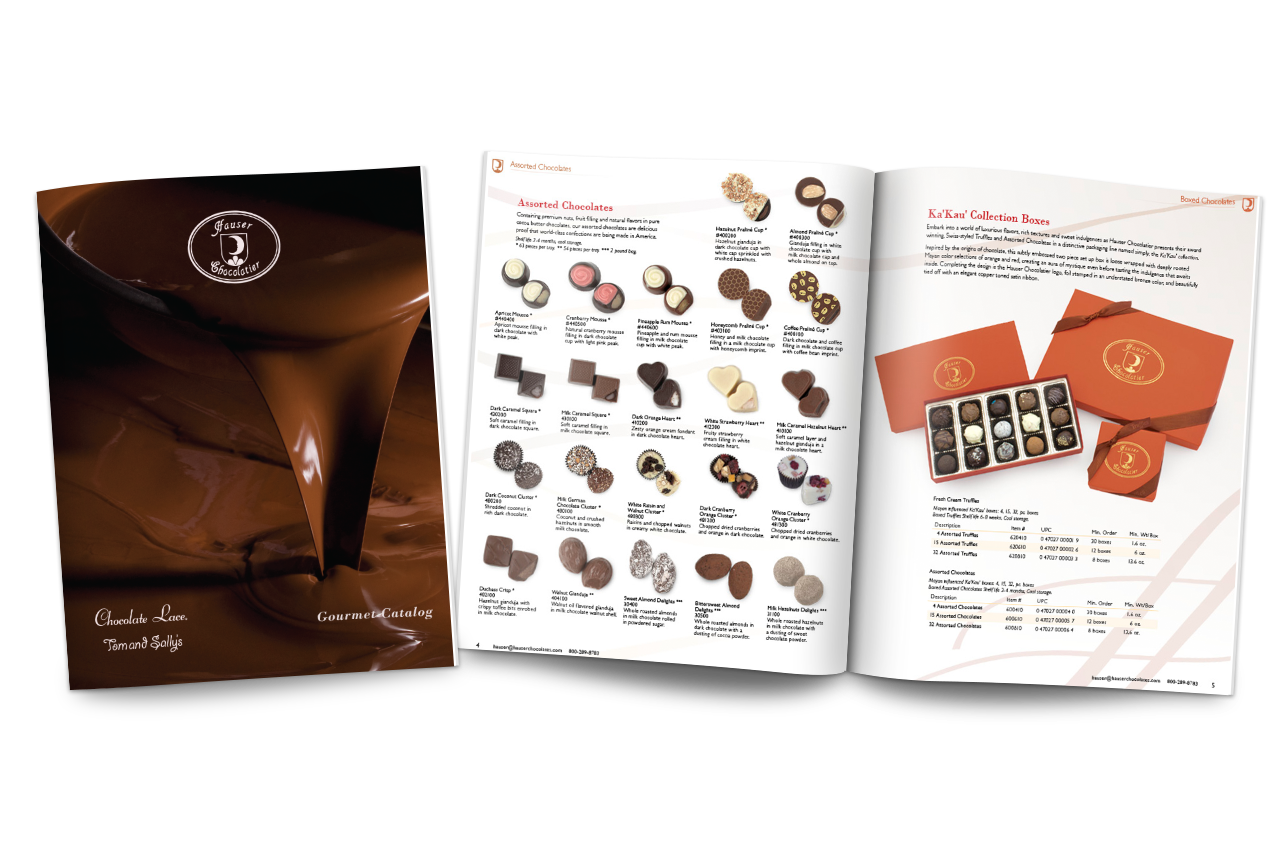 Hauser
Chocolatier
Chocolate Lace.
Tom and Sally's
Gourmet Catalog
Assorted Chocolates
Assorted Chocolates
Containing premium nuts, fruit filling and natural flavors in pure
cocoa butter chocolates, our assorted chocolates are delicious
proof that world-class confections are being made in America.
Shelf life 2-4 months, cool storage.
* 63 pieces per tray ** 54 pieces per tray *** 2 pound bag
Hazelnut Praliné Cup *
#400200
Hazelnut gianduja in
dark chocolate cup with
white cup sprinkled with
crushed hazelnuts.
Almond Praliné Cup *
#400300
Gianduja filling in white
chocolate cup with
milk chocolate cup and
whole almond on top.
Apricot Mousse *
#440400
Apricot mousse filling in
dark chocolate with
white peak.
Cranberry Mousse *
#440500
Natural cranberry mousse
filling in dark chocolate
cup with light pink peak.
Pineapple Rum Mousse *
#440600
Pineapple and rum mousse
filling in milk chocolate
cup with white peak.
Honeycomb Praliné Cup *
#403100
Honey and milk chocolate
filling in a milk chocolate cup
with honeycomb imprint.
Coffee Praliné Cup *
#400100
Dark chocolate and coffee
filling in milk chocolate cup
with coffee bean imprint.
Dark Caramel Square *
420200
Soft caramel filling in
dark chocolate square.
Milk Caramel Square *
420100
Soft caramel filling in
milk chocolate square.
Dark Orange Heart **
412200
Zesty orange cream fondant
in dark chocolate heart.
White Strawberry Heart **
412300
Fruity strawberry
cream filling in white
chocolate heart.
Milk Caramel Hazelnut Heart **
410100
Soft caramel layer and
hazelnut gianduja in a
milk chocolate heart.
Dark Coconut Cluster *
480200
Shredded coconut in
rich dark chocolate.
Milk German
Chocolate Cluster *
480100
Coconut and crushed
hazelnuts in smooth
milk chocolate.
White Raisin and
Walnut Cluster *
480300
Raisins and chopped walnuts
in creamy white chocolate.
Dark Cranberry
Orange Cluster *
481200
Chopped dried cranberries
and orange in dark chocolate.
White Cranberry
Orange Cluster *
481300
Chopped dried cranberries
and orange in white chocolate.
Duchess Crisp *
402100
Hazelnut gianduja with
crispy toffee bits enrobed
in milk chocolate.
Walnut Gianduja **
404100
Walnut oil flavored gianduja
in milk chocolate walnut shell.
Sweet Almond Delights ***
30400
Whole roasted almonds
in milk chocolate rolled
in powdered sugar.
Bittersweet Almond
Delights ***
30500
Whole roasted almonds in
dark chocolate with a
dusting of cocoa powder.
Milk Hazelnuts Delights ***
31100
Whole roasted hazelnuts
in milk chocolate with
a dusting of sweet
chocolate powder.
4 hauser@hauserchocolates.com 800-289-8783
Boxed Chocolates
Ka'Kau' Collection Boxes
Embark into a world of luxurious flavors, rich textures and sweet indulgences as Hauser Chocolatier presents their award
winning, Swiss-styled Truffles and Assorted Chocolates in a distinctive packaging line named simply, the Ka'Kau' collection.
Inspired by the origins of chocolate, this subtly embossed two piece set up box is loose wrapped with deeply rooted
Mayan color selections of orange and red, creating an aura of mystique even before tasting the indulgence that awaits
inside. Completing the design is the Hauser Chocolatier logo, foil stamped in an understated bronze color, and beautifully
tied off with an elegant copper toned satin ribbon.
Hauser
Chocolatier
Hauser
Chocolatier
Hauser
Chocolatier
Fresh Cream Truffles
Mayan influenced Ka'Kau' boxes: 4, 15, 32, pc. boxes
Boxed Truffles Shelf life 6-8 weeks, Cool storage.
Description Item # UPC Min. Order Min. Wt/Box
4 Assorted Truffles 620410 0 47027 00001 9 20 boxes 1.6 oz.
15 Assorted Truffles 620610 0 47027 00002 6 12 boxes 6 oz.
32 Assorted Truffles 620810 0 47027 00003 3 8 boxes 13.6 oz.
Assorted Chocolates
Mayan influenced Ka'Kau' boxes: 4, 15, 32, pc. boxes
Boxed Assorted Chocolates Shelf life 2-4 months, Cool storage.
Description Item # UPC Min. Order Min. Wt/Box
4 Assorted Chocolates 600410 0 47027 00004 0 20 boxes 1.6 oz.
15 Assorted Chocolates 600610 0 47027 00005 7 12 boxes 6 oz.
32 Assorted Chocolates 600810 0 47027 00006 4 8 boxes 13.6 oz.
hauser@hauserchocolates.com 800-289-8783 5